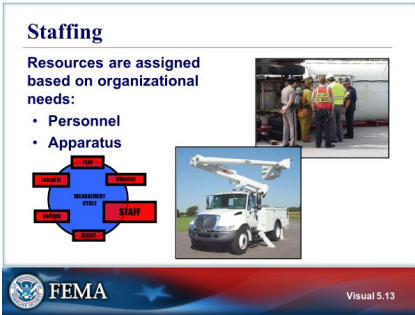 Staffing
Resources are assigned
based on organizational
needs:
• Personnel
• Apparatus
PLAN
EVALUATE
ORGANIZE
MANAGEMENT
CYCLE
STAFF
CONTROL
DIRECT
FEMA
Visual 5.13